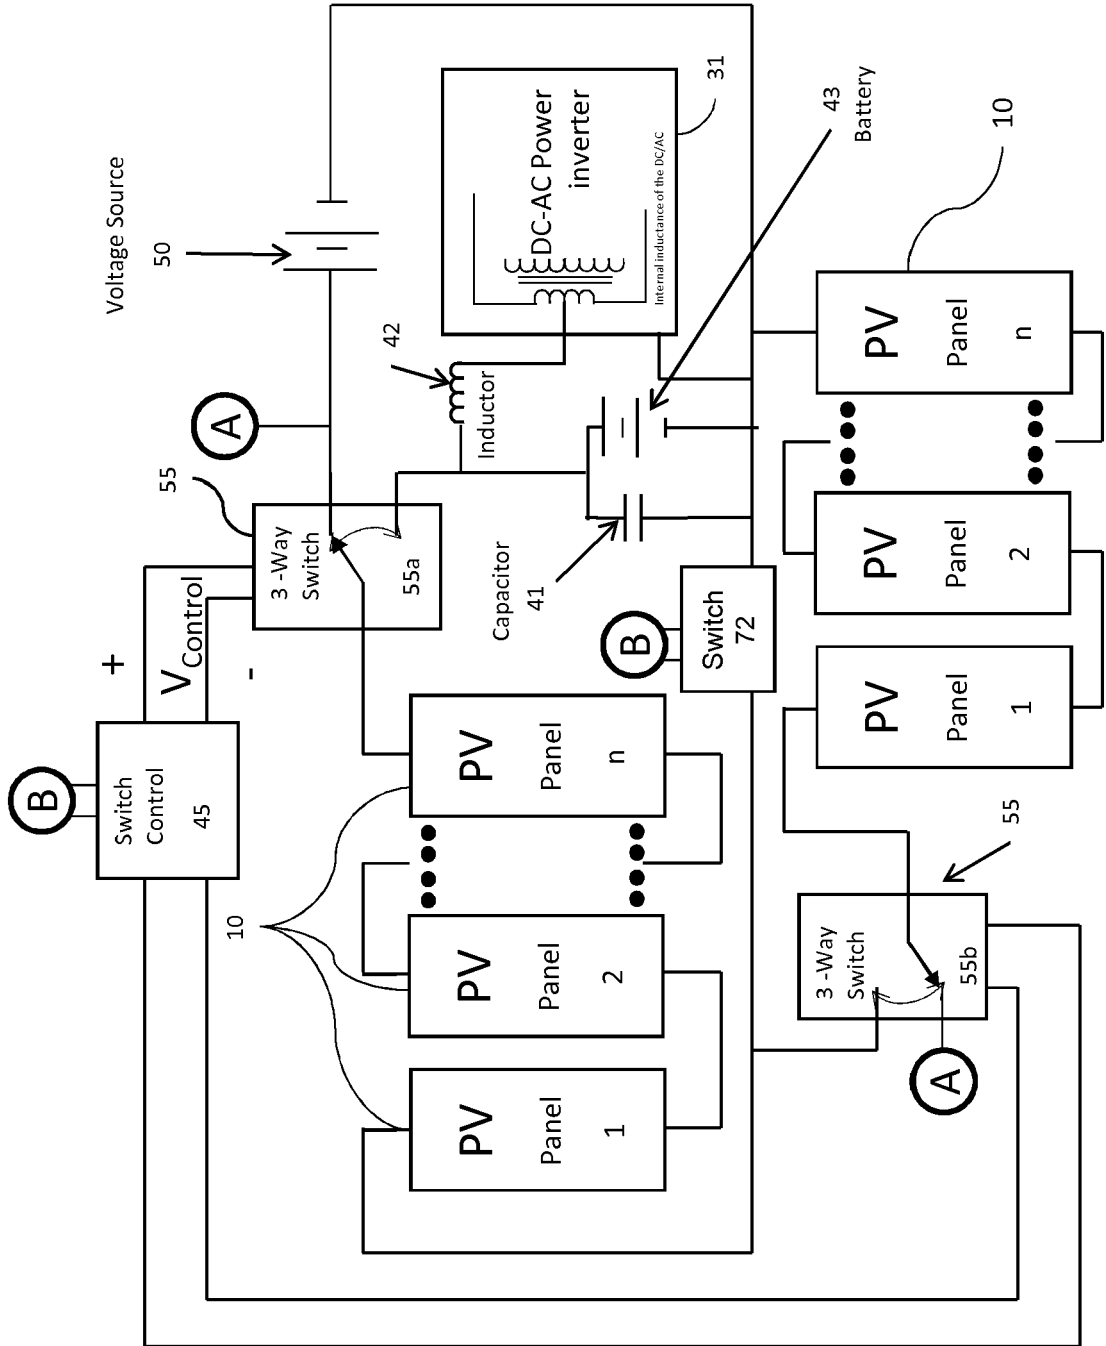 Voltage Source
50
A
55
3 -Way
Switch
55a
+
V Control
-
B
Switch
Control
45
42
Inductor
DC-AC Power
inverter
Internal inductance of the DC/AC
31
43
Battery
Capacitor
41
B
Switch
72
10
PV
Panel
1
PV
Panel
2
PV
Panel
n
10
PV
Panel
1
PV
Panel
2
PV
Panel
n
55
3 -Way
Switch
55b
A